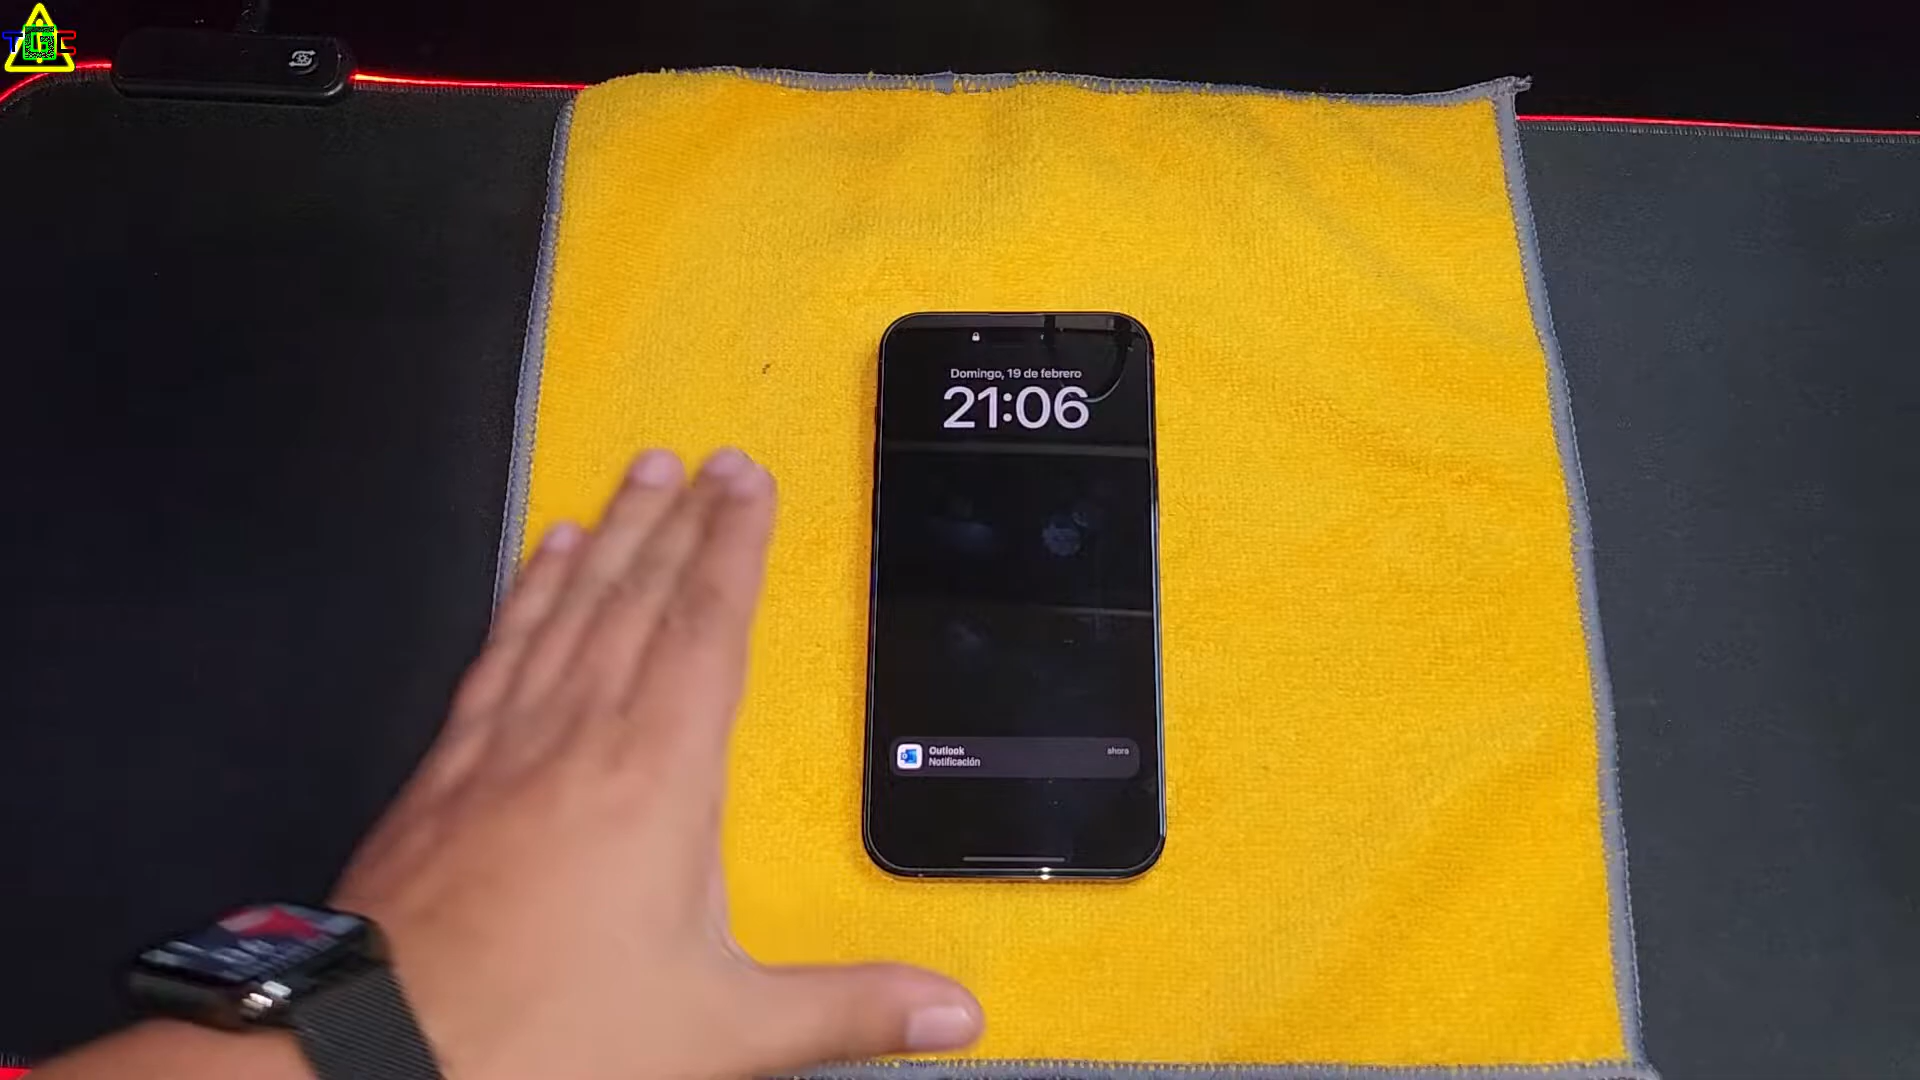 Domingo, 19 de febrero
21:06
Outlook
ahora
Notificación